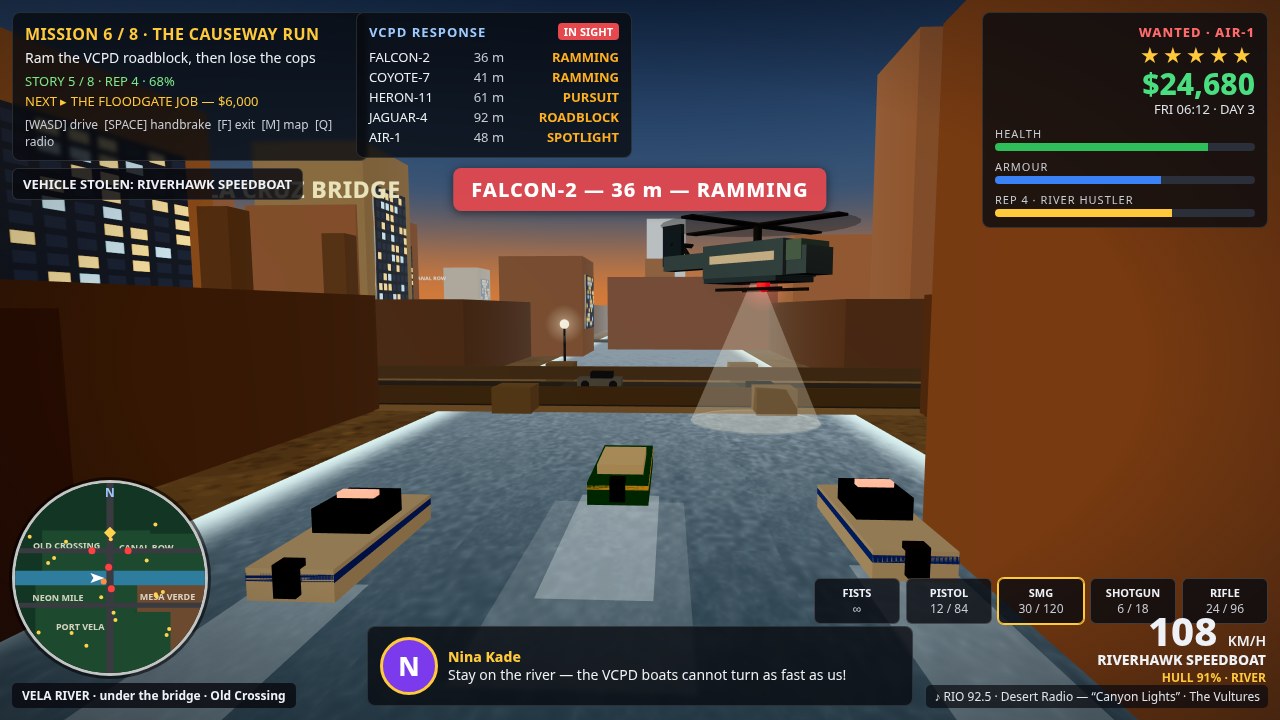 MISSION 6 / 8 · THE CAUSEWAY RUN
Ram the VCPD roadblock, then lose the cops
STORY 5 / 8 · REP 4 · 68%
NEXT ▸ THE FLOODGATE JOB — $6,000
[WASD] drive [SPACE] handbrake [F] exit [M] map [Q]
radio
VCPD RESPONSE
IN SIGHT
FALCON-2 36 m RAMMING
COYOTE-7 41 m RAMMING
HERON-11 61 m PURSUIT
JAGUAR-4 92 m ROADBLOCK
AIR-1 48 m SPOTLIGHT
WANTED · AIR-1
★★★★★
$24,680
FRI 06:12 · DAY 3
HEALTH
ARMOUR
REP 4 · RIVER HUSTLER
VEHICLE STOLEN: RIVERHAWK SPEEDBOAT
BRIDGE
FALCON-2 — 36 m — RAMMING
N
OLD CROSSING
CANAL ROW
NEON MILE
MESA VERDE
PORT VELA
VELA RIVER · under the bridge · Old Crossing
N
Nina Kade
Stay on the river — the VCPD boats cannot turn as fast as us!
FISTS
∞
PISTOL
12 / 84
SMG
30 / 120
SHOTGUN
6 / 18
RIFLE
24 / 96
108 KM/H
RIVERHAWK SPEEDBOAT
HULL 91% · RIVER
♪ RIO 92.5 · Desert Radio — “Canyon Lights” · The Vultures